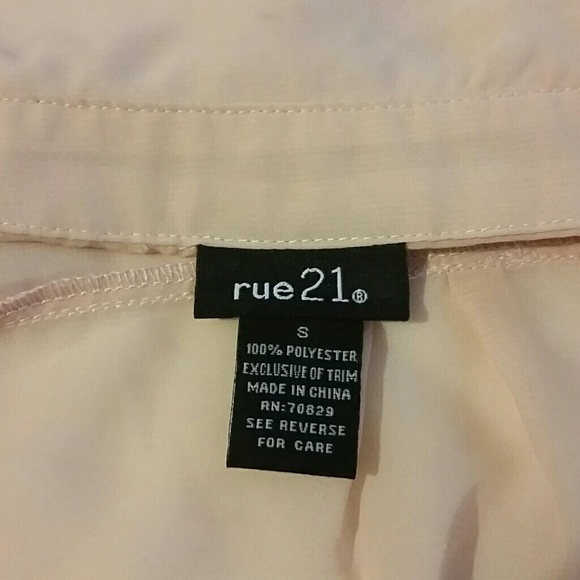 rue21®
S
100% POLYESTER
EXCLUSIVE OF TRIM
MADE IN CHINA
RN:70829
SEE REVERSE
FOR CARE